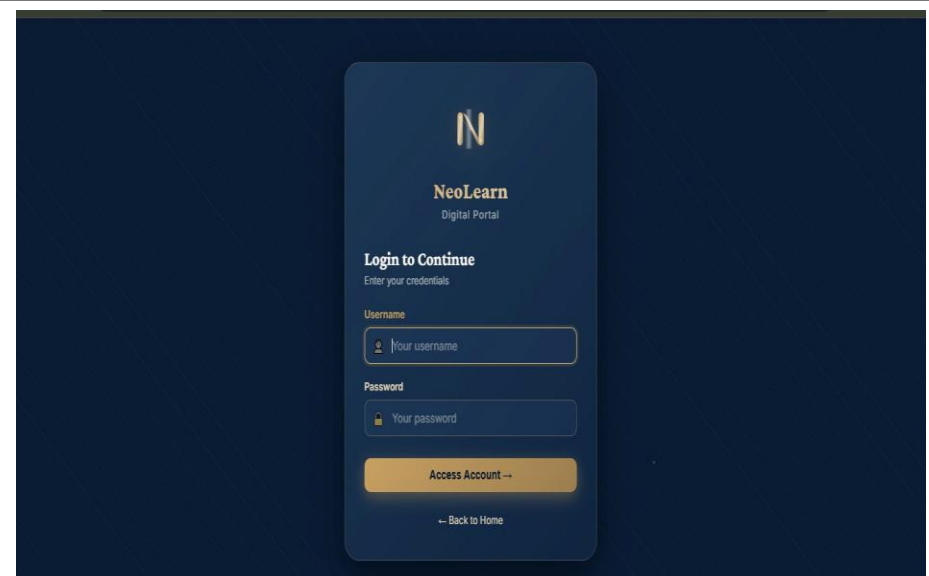 N
NeoLearn
Digital Portal
Login to Continue
Enter your credentials
Username
Your username
Password
Your password
Access Account →
← Back to Home